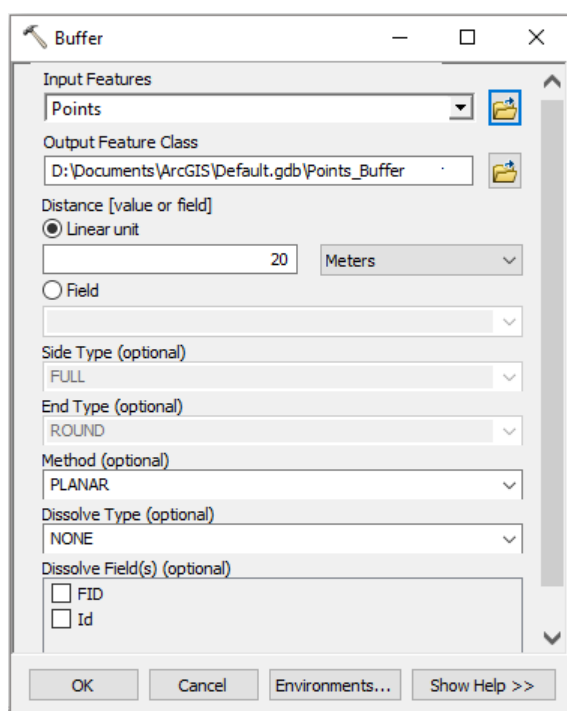 Buffer
Input Features
Points
Output Feature Class
D:\Documents\ArcGIS\Default.gdb\Points_Buffer
Distance [value or field]
Linear unit
20 Meters
Field
Side Type (optional)
FULL
End Type (optional)
ROUND
Method (optional)
PLANAR
Dissolve Type (optional)
NONE
Dissolve Field(s) (optional)
FID
Id
OK Cancel Environments... Show Help >>